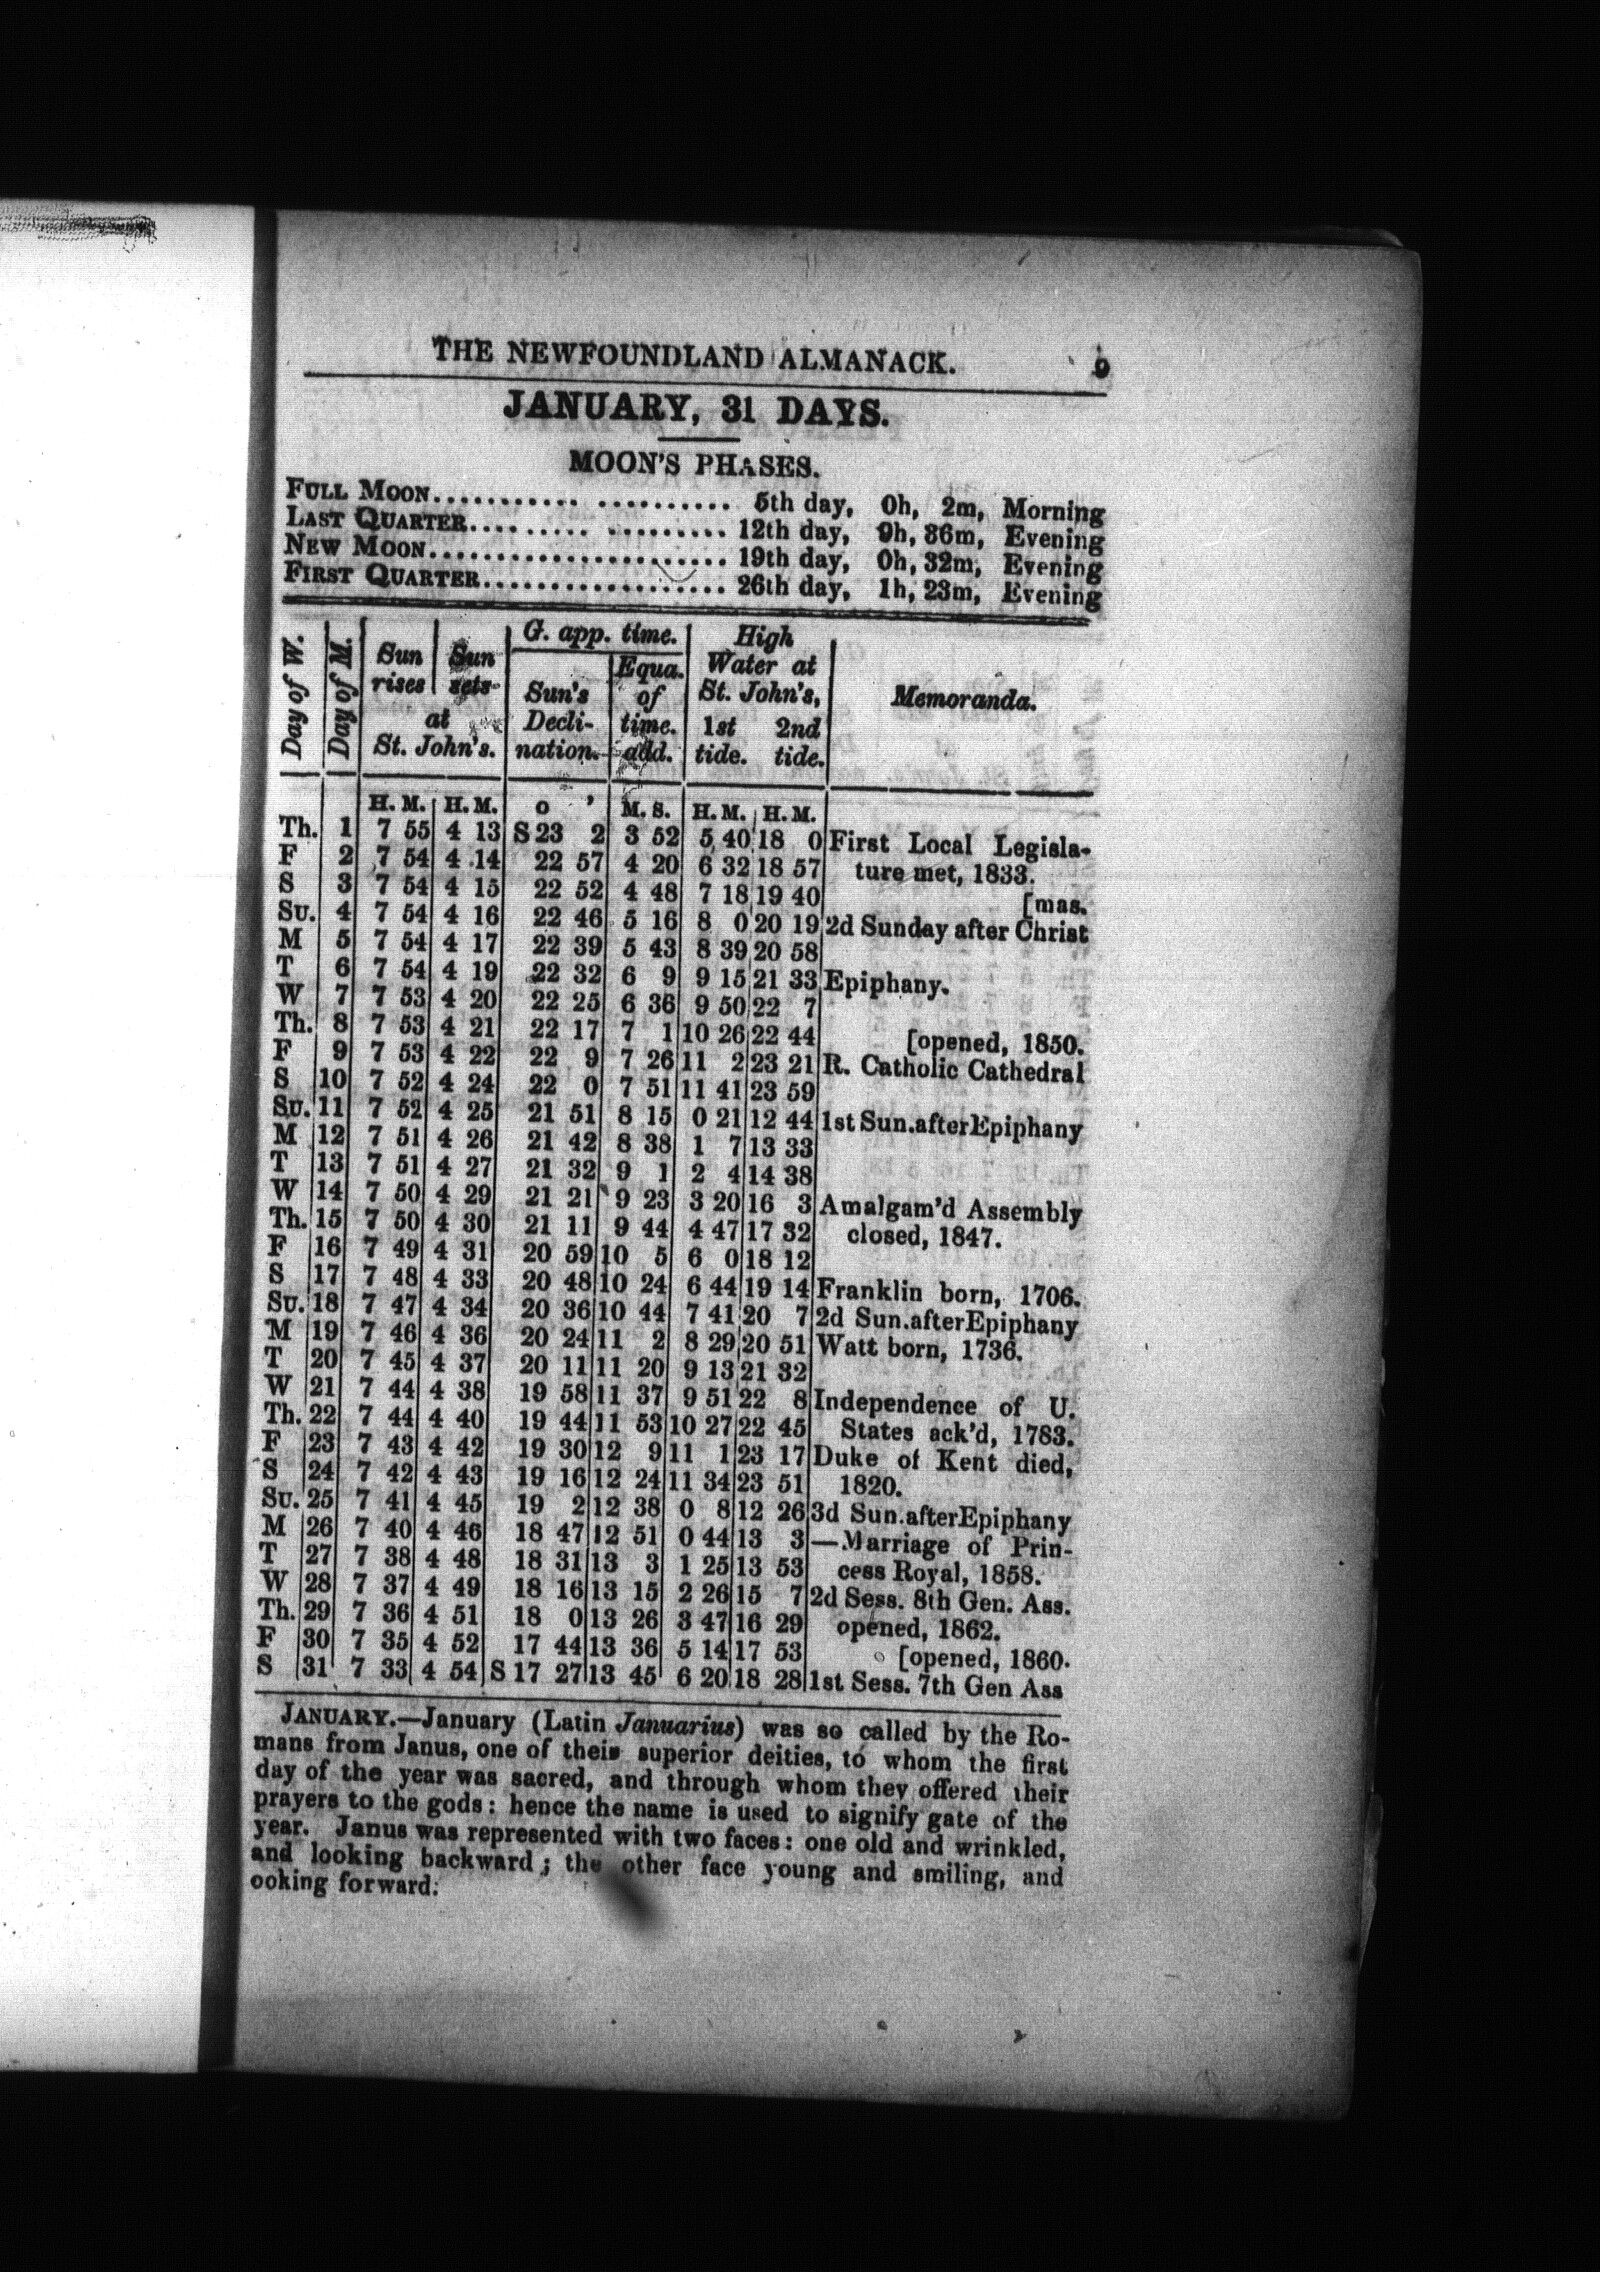 THE NEWFOUNDLAND ALMANACK. 9
JANUARY, 31 DAYS.
MOON'S PHASES.
FULL MOON........... .......... 5th day, 0h, 2m, Morning
LAST QUARTER.... ..... ......... 12th day, 9h, 36m, Evening
NEW MOON...................... 19th day, 0h, 32m, Evening
FIRST QUARTER.................. 26th day, 1h, 23m, Evening
Day of W. Day of M. Sun rises Sun sets at St. John's. G. app. time. Sun's Decli- nation. Equa. of time. add. High Water at St. John's, 1st tide. 2nd tide. Memoranda.
H. M. H. M. o ' M. S. H. M. H. M.
Th. 1 7 55 4 13 S 23 2 3 52 5 40 18 0 First Local Legisla-
F 2 7 54 4 14 22 57 4 20 6 32 18 57 ture met, 1833.
S 3 7 54 4 15 22 52 4 48 7 18 19 40 [mas.
Su. 4 7 54 4 16 22 46 5 16 8 0 20 19 2d Sunday after Christ
M 5 7 54 4 17 22 39 5 43 8 39 20 58
T 6 7 54 4 19 22 32 6 9 9 15 21 33 Epiphany.
W 7 7 53 4 20 22 25 6 36 9 50 22 7
Th. 8 7 53 4 21 22 17 7 1 10 26 22 44 [opened, 1850.
F 9 7 53 4 22 22 9 7 26 11 2 23 21 R. Catholic Cathedral
S 10 7 52 4 24 22 0 7 51 11 41 23 59
Su. 11 7 52 4 25 21 51 8 15 0 21 12 44 1st Sun.afterEpiphany
M 12 7 51 4 26 21 42 8 38 1 7 13 33
T 13 7 51 4 27 21 32 9 1 2 4 14 38
W 14 7 50 4 29 21 21 9 23 3 20 16 3 Amalgam'd Assembly
Th. 15 7 50 4 30 21 11 9 44 4 47 17 32 closed, 1847.
F 16 7 49 4 31 20 59 10 5 6 0 18 12
S 17 7 48 4 33 20 48 10 24 6 44 19 14 Franklin born, 1706.
Su. 18 7 47 4 34 20 36 10 44 7 41 20 7 2d Sun.afterEpiphany
M 19 7 46 4 36 20 24 11 2 8 29 20 51 Watt born, 1736.
T 20 7 45 4 37 20 11 11 20 9 13 21 32
W 21 7 44 4 38 19 58 11 37 9 51 22 8 Independence of U.
Th. 22 7 44 4 40 19 44 11 53 10 27 22 45 States ack'd, 1783.
F 23 7 43 4 42 19 30 12 9 11 1 23 17 Duke of Kent died,
S 24 7 42 4 43 19 16 12 24 11 34 23 51 1820.
Su. 25 7 41 4 45 19 2 12 38 0 8 12 26 3d Sun.afterEpiphany
M 26 7 40 4 46 18 47 12 51 0 44 13 3 —Marriage of Prin-
T 27 7 38 4 48 18 31 13 3 1 25 13 53 cess Royal, 1858.
W 28 7 37 4 49 18 16 13 15 2 26 15 7 2d Sess. 8th Gen. Ass.
Th. 29 7 36 4 51 18 0 13 26 3 47 16 29 opened, 1862.
F 30 7 35 4 52 17 44 13 36 5 14 17 53 [opened, 1860.
S 31 7 33 4 54 S 17 27 13 45 6 20 18 28 1st Sess. 7th Gen Ass
JANUARY.—January (Latin Januarius) was so called by the Ro-
mans from Janus, one of their superior deities, to whom the first
day of the year was sacred, and through whom they offered their
prayers to the gods: hence the name is used to signify gate of the
year. Janus was represented with two faces: one old and wrinkled,
and looking backward; the other face young and smiling, and
ooking forward.